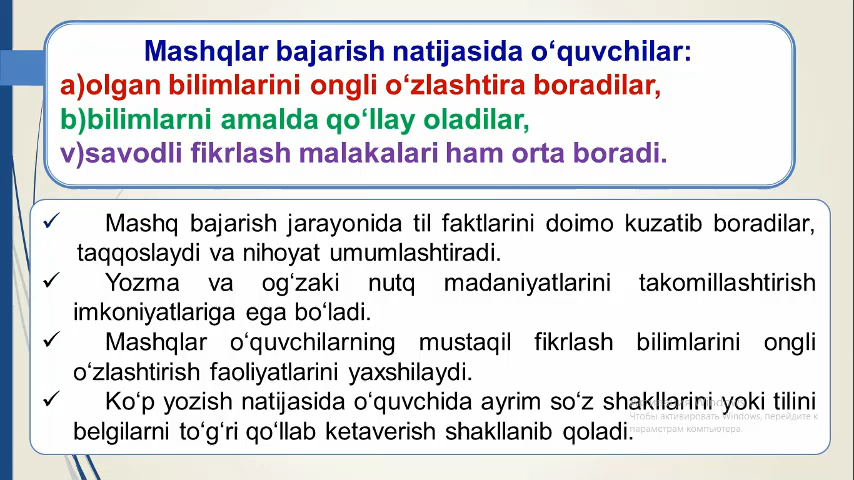 Mashqlar bajarish natijasida o‘quvchilar:
a)olgan bilimlarini ongli o‘zlashtira boradilar,
b)bilimlarni amalda qo‘llay oladilar,
v)savodli fikrlash malakalari ham orta boradi.
✓ Mashq bajarish jarayonida til faktlarini doimo kuzatib boradilar,
taqqoslaydi va nihoyat umumlashtiradi.
✓ Yozma va og‘zaki nutq madaniyatlarini takomillashtirish
imkoniyatlariga ega bo‘ladi.
✓ Mashqlar o‘quvchilarning mustaqil fikrlash bilimlarini ongli
o‘zlashtirish faoliyatlarini yaxshilaydi.
✓ Ko‘p yozish natijasida o‘quvchida ayrim so‘z shakllarini yoki tilini
belgilarni to‘g‘ri qo‘llab ketaverish shakllanib qoladi.
Чтобы активировать Windows, перейдите к
параметрам компьютера.